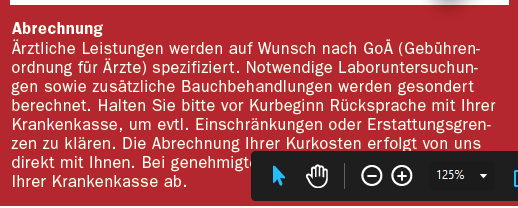 Abrechnung
Ärztliche Leistungen werden auf Wunsch nach GoÄ (Gebühren-
ordnung für Ärzte) spezifiziert. Notwendige Laboruntersuchun-
gen sowie zusätzliche Bauchbehandlungen werden gesondert
berechnet. Halten Sie bitte vor Kurbeginn Rücksprache mit Ihrer
Krankenkasse, um evtl. Einschränkungen oder Erstattungsgren-
zen zu klären. Die Abrechnung Ihrer Kurkosten erfolgt von uns
direkt mit Ihnen. Bei
Ihrer Krankenkasse ab.
125%